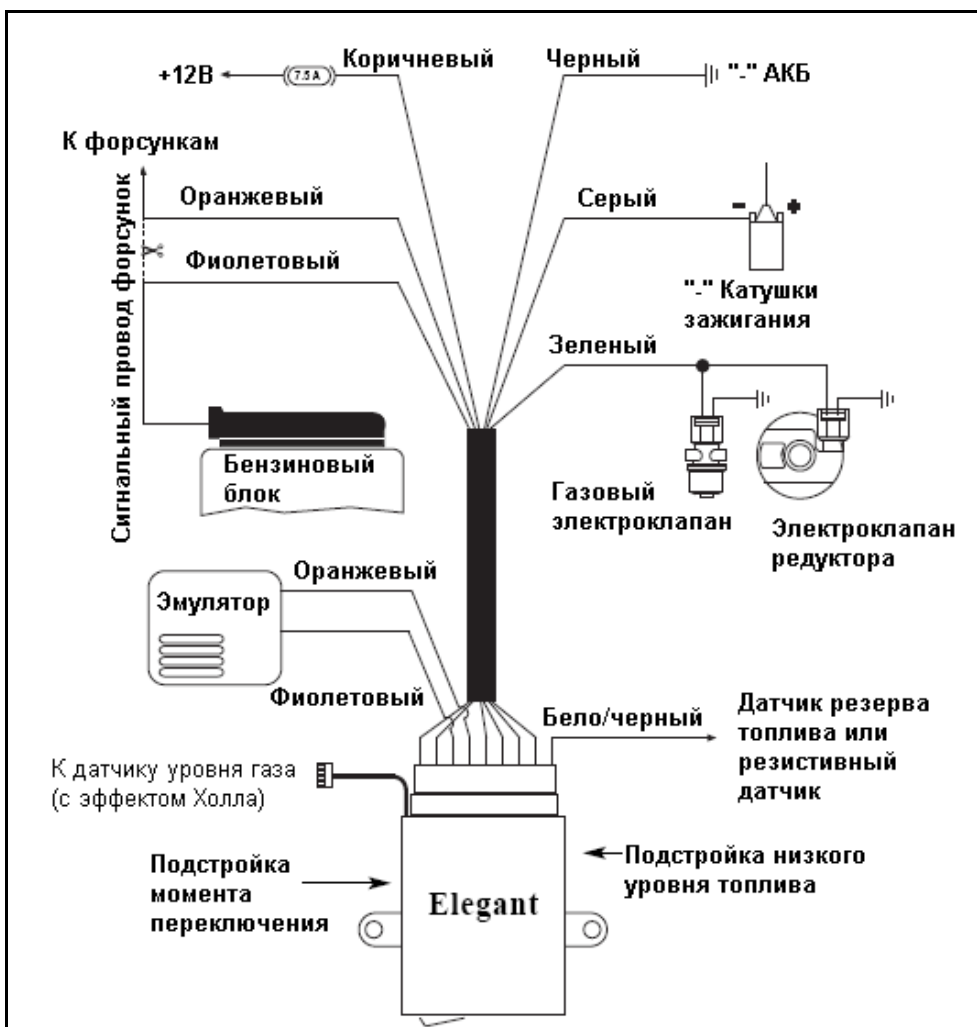 Коричневый
Черный
+12В
7.5 А
"-" АКБ
К форсункам
Сигнальный провод форсунок
Оранжевый
Серый
- +
Фиолетовый
"-" Катушки
зажигания
Зеленый
Бензиновый
блок
Газовый
электроклапан
Электроклапан
редуктора
Оранжевый
Эмулятор
Фиолетовый
Бело/черный
Датчик резерва
топлива или
резистивный
датчик
К датчику уровня газа
(с эффектом Холла)
Подстройка
момента
переключения
Подстройка низкого
уровня топлива
Elegant